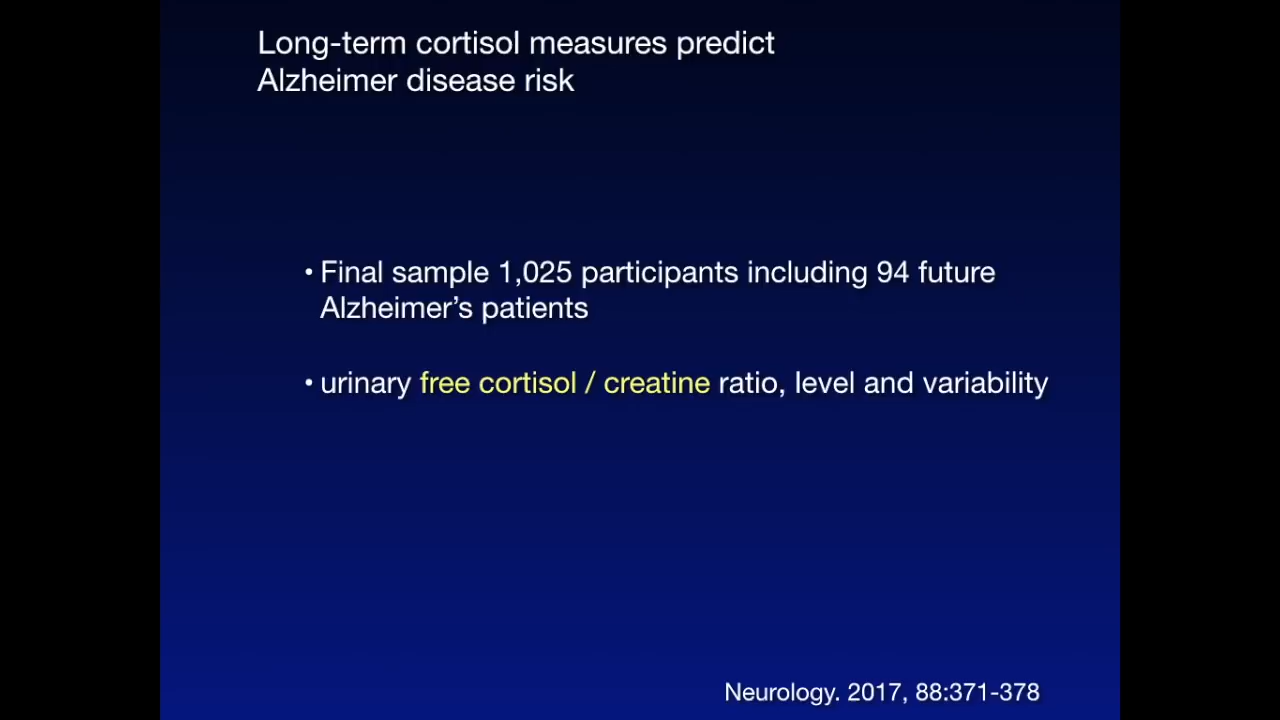 Long-term cortisol measures predict
Alzheimer disease risk
• Final sample 1,025 participants including 94 future
Alzheimer’s patients
• urinary free cortisol / creatine ratio, level and variability
Neurology. 2017, 88:371-378